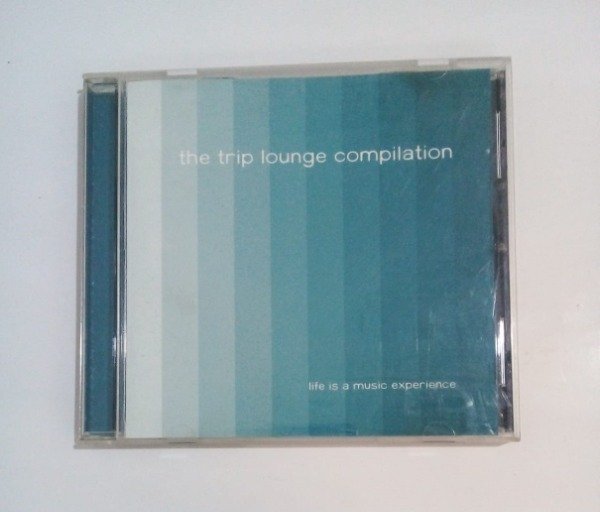 the trip lounge compilation
life is a music experience